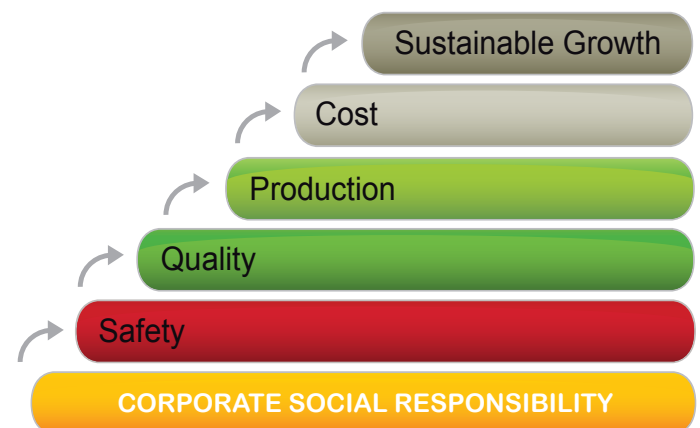 Sustainable Growth
Cost
Production
Quality
Safety
CORPORATE SOCIAL RESPONSIBILITY